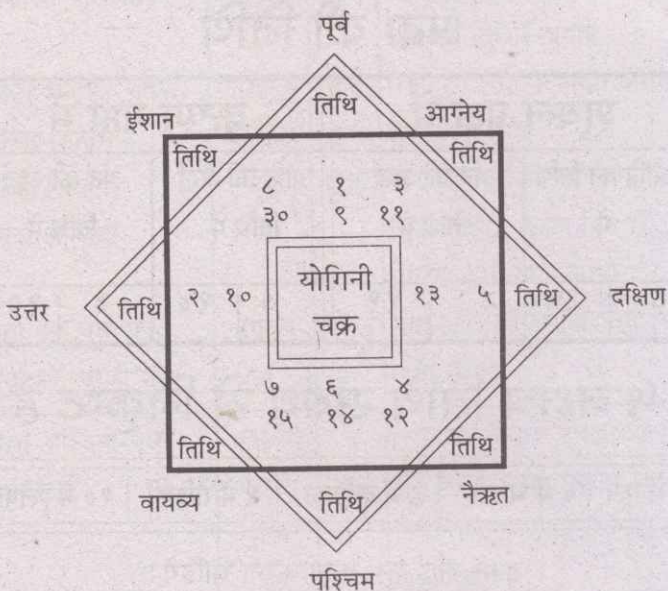 पूर्व
तिथि
ईशान
आग्नेय
तिथि
तिथि
८ १ ३
३० ९ ११
उत्तर
तिथि
२ १०
योगिनी
चक्र
१३ ५
तिथि
दक्षिण
७ ६ ४
१५ १४ १२
तिथि
तिथि
वायव्य
तिथि
नैऋत
पश्चिम